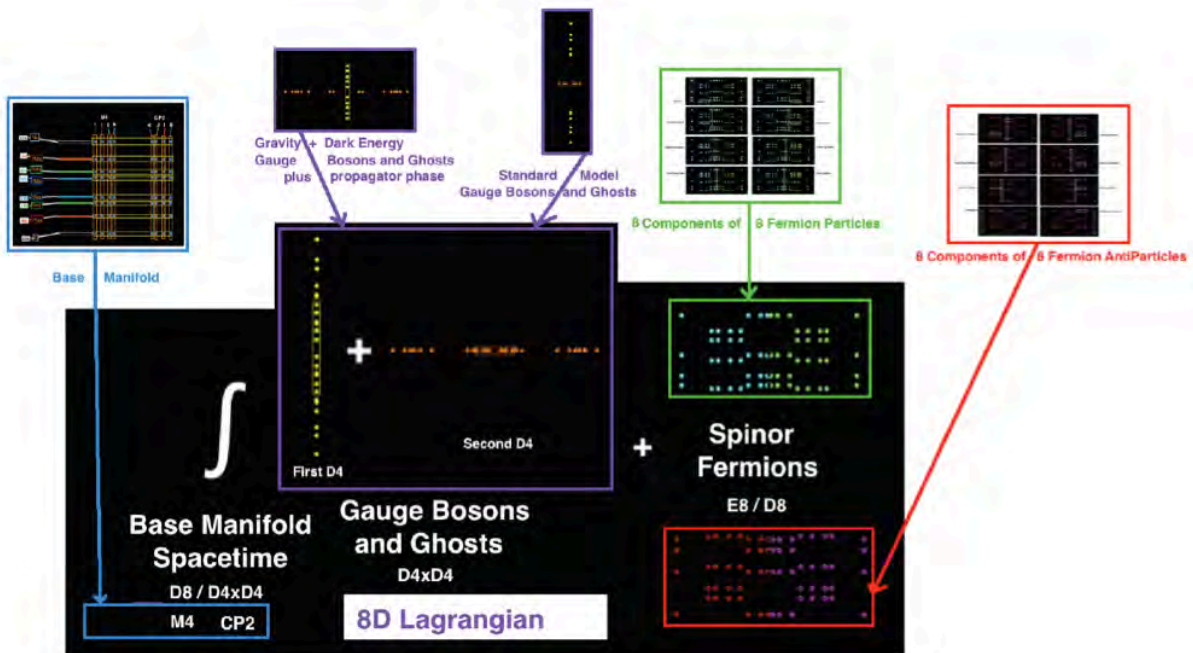 Gravity + Dark Energy
Gauge Bosons and Ghosts
plus propagator phase
Standard Model
Gauge Bosons and Ghosts
8 Components of 8 Fermion Particles
8 Components of 8 Fermion AntiParticles
Base Manifold
M4 CP2
+
∫
First D4
Second D4
+
Spinor
Fermions
E8 / D8
Base Manifold
Spacetime
D8 / D4xD4
M4 CP2
Gauge Bosons
and Ghosts
D4xD4
8D Lagrangian